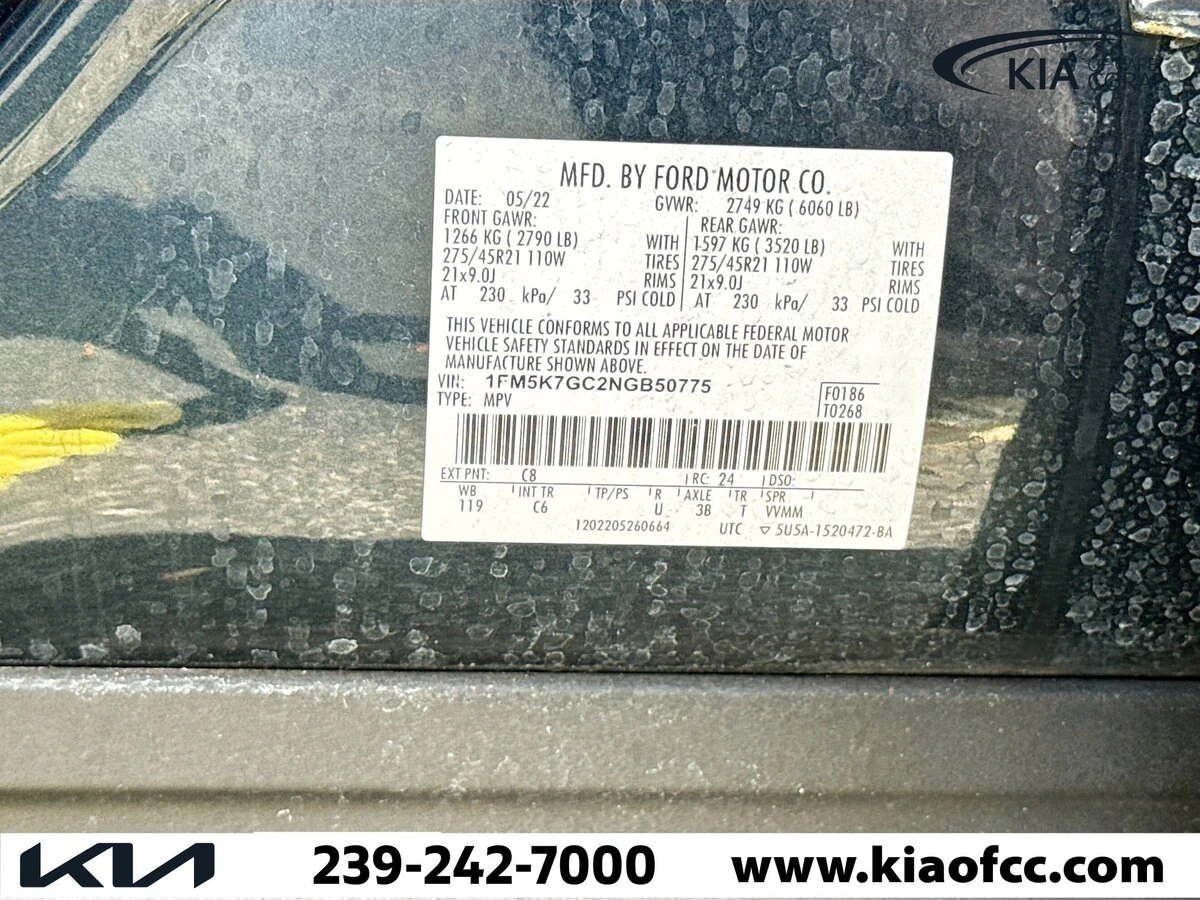 KIA
MFD. BY FORD MOTOR CO.
DATE: 05/22 GVWR: 2749 KG ( 6060 LB)
FRONT GAWR: REAR GAWR:
1266 KG ( 2790 LB) WITH 1597 KG ( 3520 LB) WITH
275/45R21 110W TIRES 275/45R21 110W TIRES
21x9.0J RIMS 21x9.0J RIMS
AT 230 kPa/ 33 PSI COLD AT 230 kPa/ 33 PSI COLD
THIS VEHICLE CONFORMS TO ALL APPLICABLE FEDERAL MOTOR
VEHICLE SAFETY STANDARDS IN EFFECT ON THE DATE OF
MANUFACTURE SHOWN ABOVE.
VIN: 1FM5K7GC2NGB50775
TYPE: MPV
F0186
T0268
EXT PNT: C8 RC: 24 DSO:
WB INT TR TP/PS R AXLE TR SPR
119 C6 U 3B T VVMM
1202205260664 UTC ▽ 5U5A-1520472-BA
KIA 239-242-7000 www.kiaofcc.com